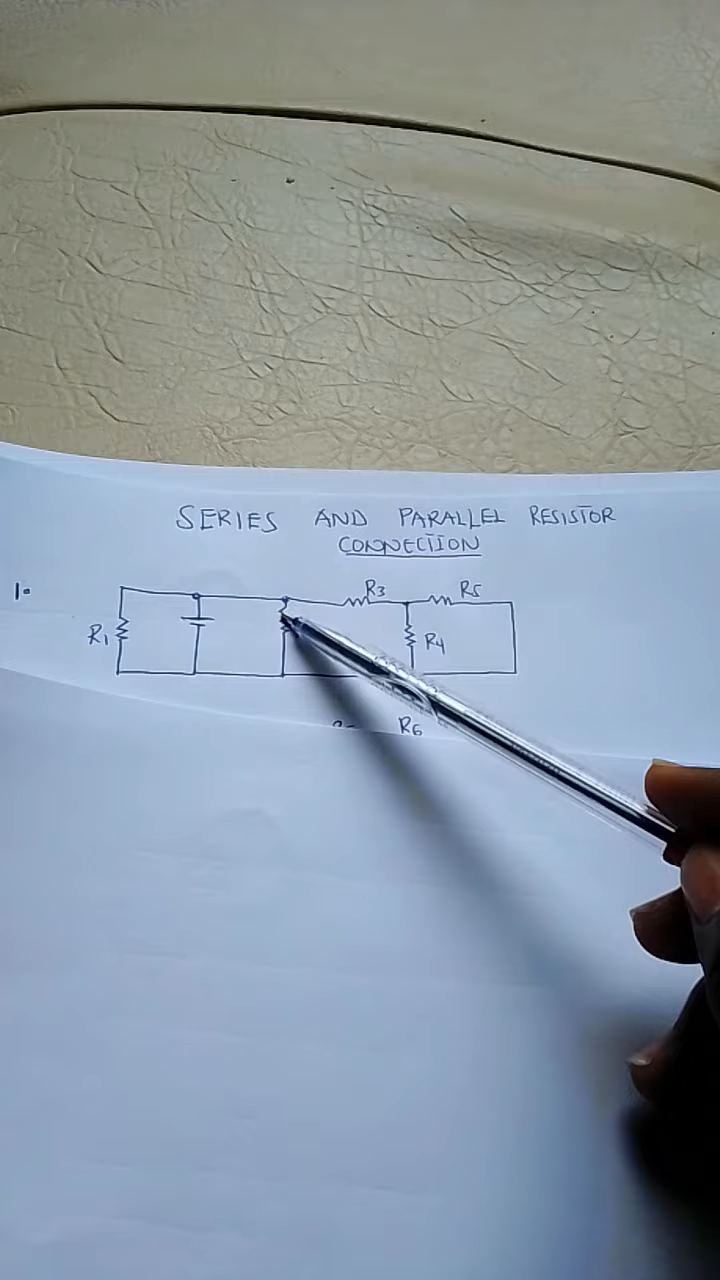 SERIES AND PARALLEL RESISTOR
CONNECTION
1.
R3 R5
R1 R4
R6